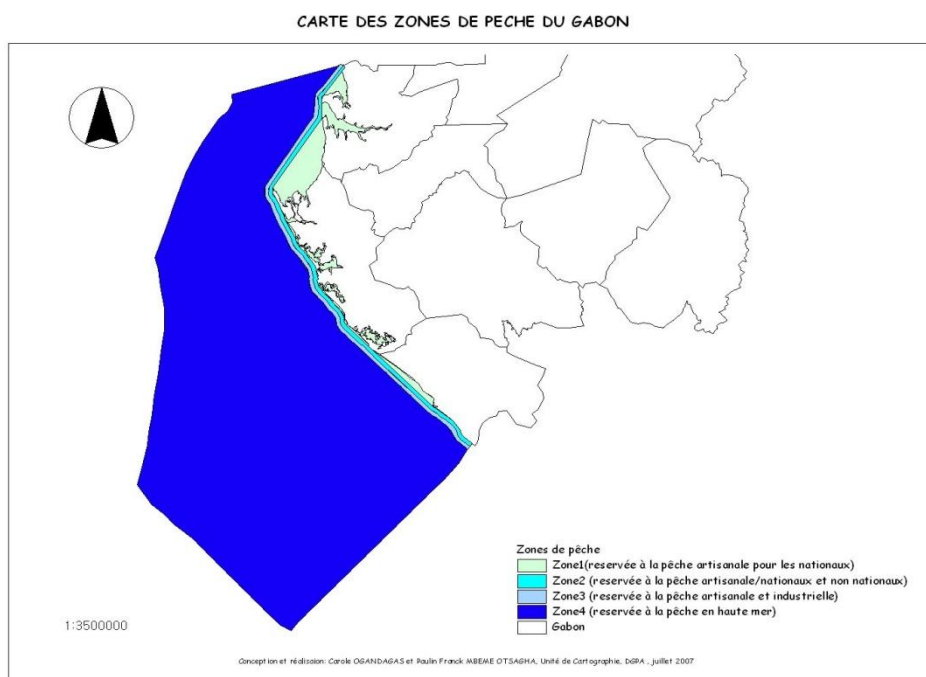 CARTE DES ZONES DE PECHE DU GABON
Zones de pêche
Zone1(reservée à la pêche artisanale pour les nationaux)
Zone2 (reservée à la pêche artisanale/nationaux et non nationaux)
Zone3 (reservée à la pêche artisanale et industrielle)
Zone4 (reservée à la pêche en haute mer)
Gabon
1:3500000
Conception et réalisaion: Carole OGANDAGAS et Paulin Franck MBEME OTSAGHA, Unité de Cartographie, DGPA , juillet 2007